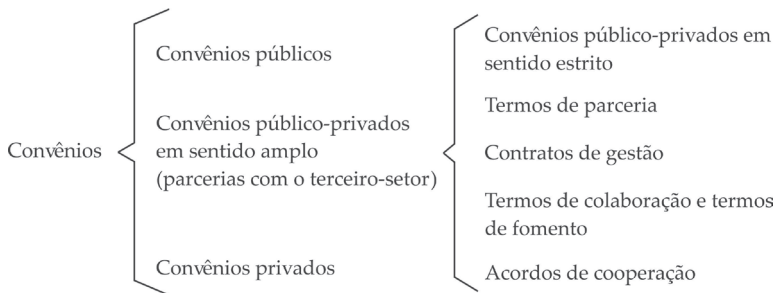 Convênios
Convênios públicos
Convênios público-privados
em sentido amplo
(parcerias com o terceiro-setor)
Convênios privados
Convênios público-privados em
sentido estrito
Termos de parceria
Contratos de gestão
Termos de colaboração e termos
de fomento
Acordos de cooperação